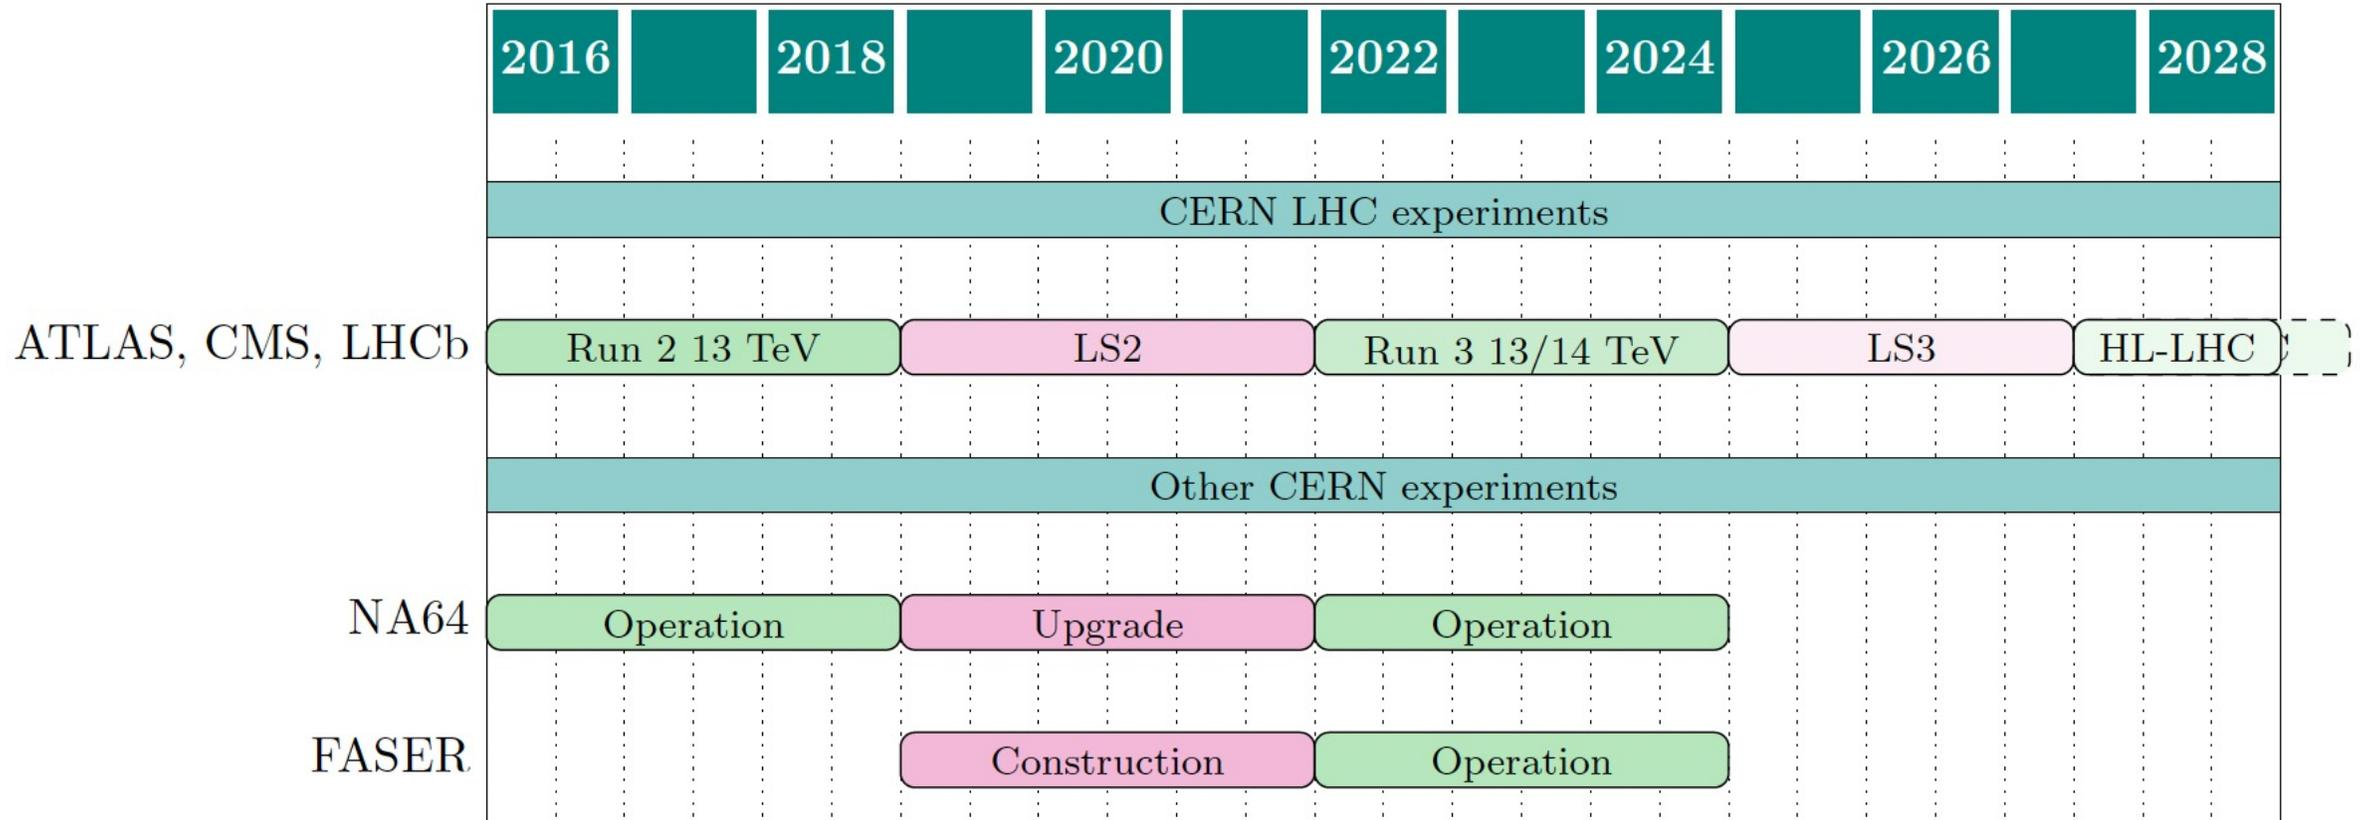 2016 2018 2020 2022 2024 2026 2028
CERN LHC experiments
ATLAS, CMS, LHCb Run 2 13 TeV LS2 Run 3 13/14 TeV LS3 HL-LHC
Other CERN experiments
NA64 Operation Upgrade Operation
FASER Construction Operation